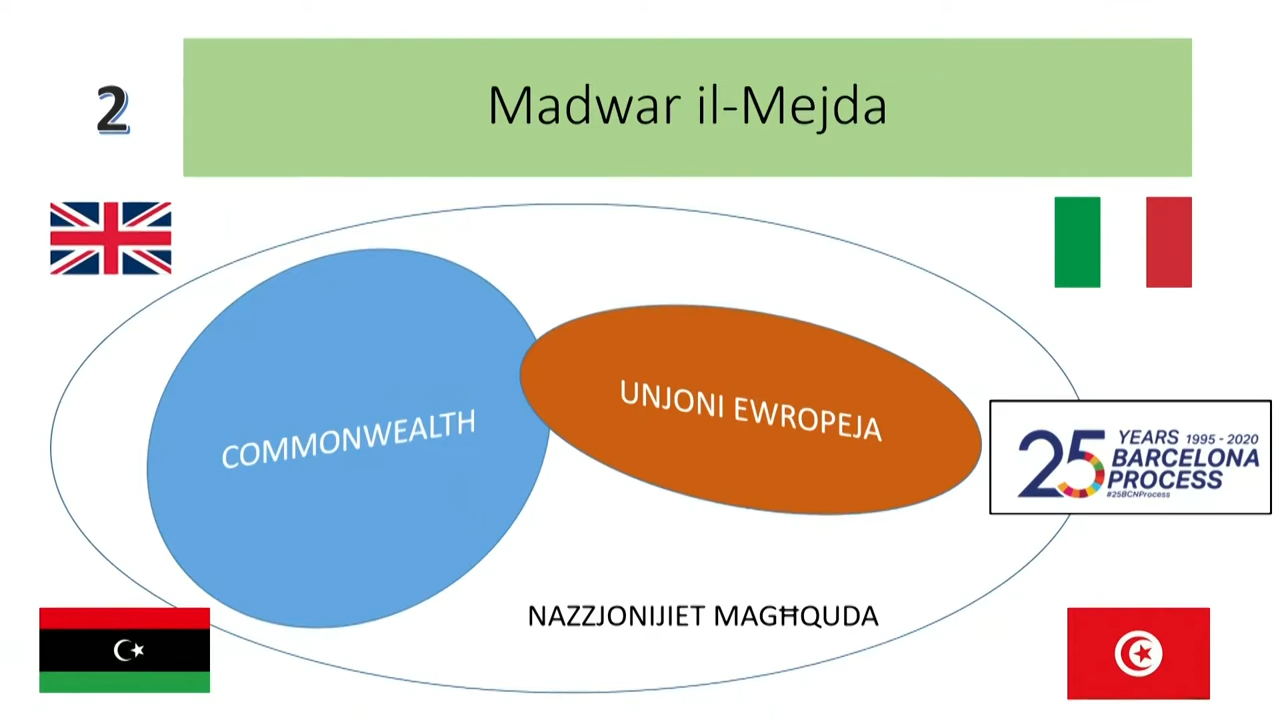 2
Madwar il-Mejda
COMMONWEALTH
UNJONI EWROPEJA
25 YEARS 1995 - 2020
BARCELONA
PROCESS
#25BCNProcess
NAZZJONIJIET MAGĦQUDA